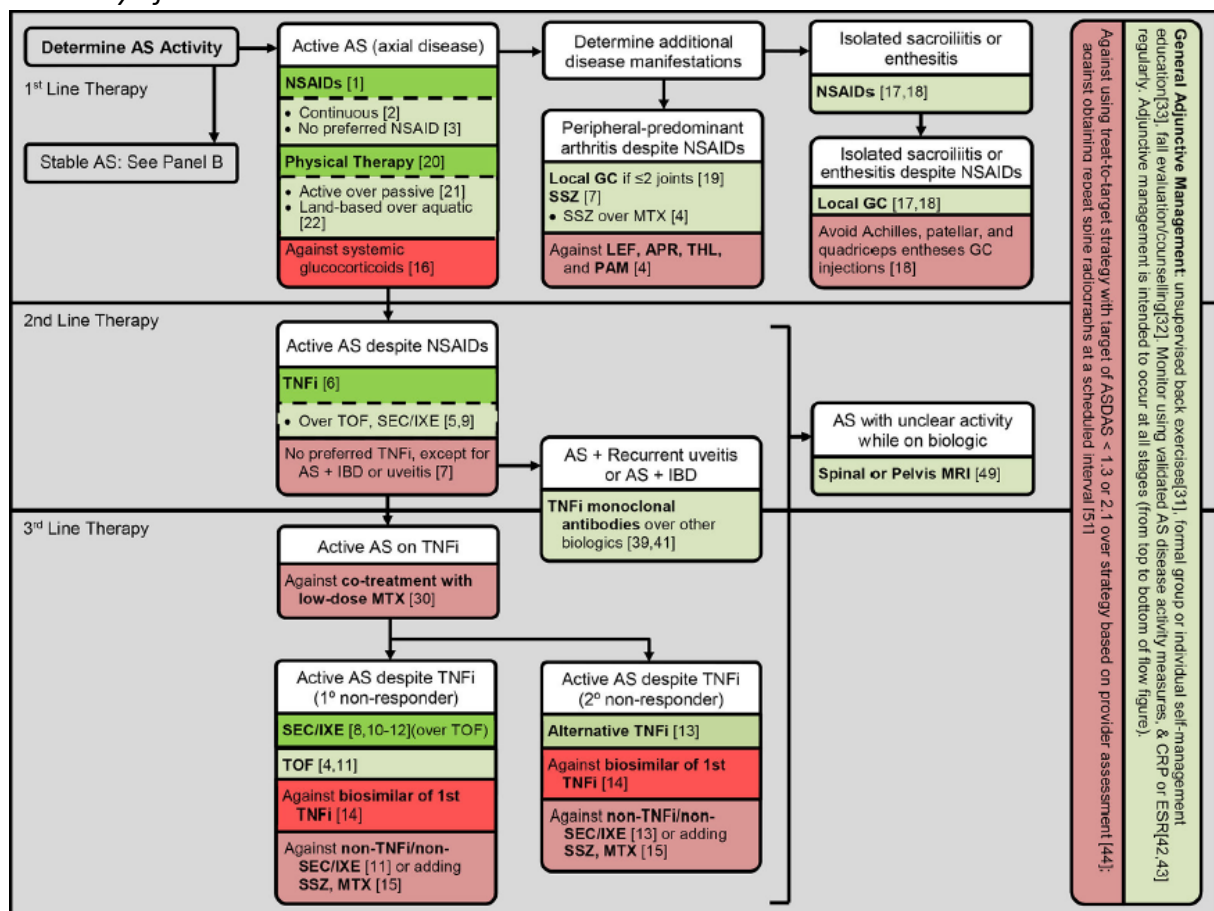 Determine AS Activity
1st Line Therapy
Stable AS: See Panel B
Active AS (axial disease)
NSAIDs [1]
• Continuous [2]
• No preferred NSAID [3]
Physical Therapy [20]
• Active over passive [21]
• Land-based over aquatic
[22]
Against systemic
glucocorticoids [16]
Determine additional
disease manifestations
Peripheral-predominant
arthritis despite NSAIDs
Local GC if ≤2 joints [19]
SSZ [7]
• SSZ over MTX [4]
Against LEF, APR, THL,
and PAM [4]
Isolated sacroiliitis or
enthesitis
NSAIDs [17,18]
Isolated sacroiliitis or
enthesitis despite NSAIDs
Local GC [17,18]
Avoid Achilles, patellar, and
quadriceps entheses GC
injections [18]
2nd Line Therapy
Active AS despite NSAIDs
TNFi [6]
• Over TOF, SEC/IXE [5,9]
No preferred TNFi, except for
AS + IBD or uveitis [7]
AS + Recurrent uveitis
or AS + IBD
TNFi monoclonal
antibodies over other
biologics [39,41]
AS with unclear activity
while on biologic
Spinal or Pelvis MRI [49]
3rd Line Therapy
Active AS on TNFi
Against co-treatment with
low-dose MTX [30]
Active AS despite TNFi
(1º non-responder)
SEC/IXE [8,10-12](over TOF)
TOF [4,11]
Against biosimilar of 1st
TNFi [14]
Against non-TNFi/non-
SEC/IXE [11] or adding
SSZ, MTX [15]
Active AS despite TNFi
(2º non-responder)
Alternative TNFi [13]
Against biosimilar of 1st
TNFi [14]
Against non-TNFi/non-
SEC/IXE [13] or adding
SSZ, MTX [15]
General Adjunctive Management: unsupervised back exercises[31], formal group or individual self-management
education[33], fall evaluation/counselling[32]. Monitor using validated AS disease activity measures, & CRP or ESR[42,43]
regularly. Adjunctive management is intended to occur at all stages (from top to bottom of flow figure).
Against using treat-to-target strategy with target of ASDAS < 1.3 or 2.1 over strategy based on provider assessment [44];
against obtaining repeat spine radiographs at a scheduled interval [51]